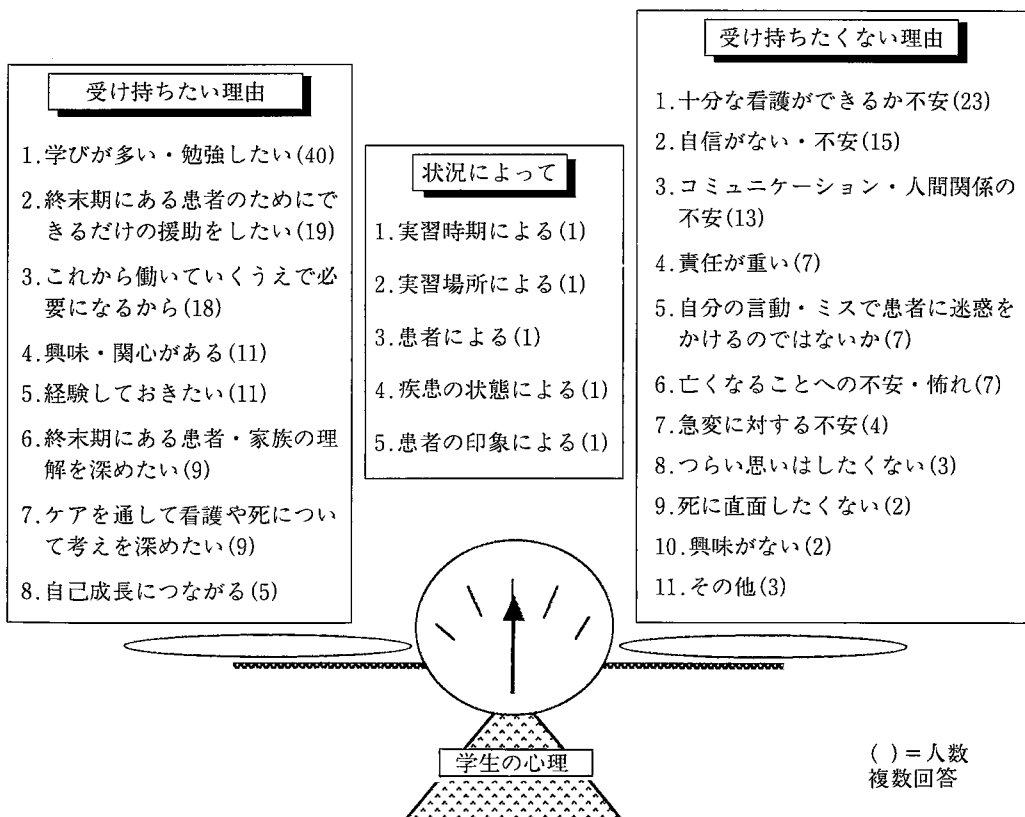 受け持ちたい理由
1.学びが多い・勉強したい(40)
2.終末期にある患者のためにで
きるだけの援助をしたい(19)
3.これから働いていくうえで必
要になるから(18)
4.興味・関心がある(11)
5.経験しておきたい(11)
6.終末期にある患者・家族の理
解を深めたい(9)
7.ケアを通して看護や死につい
て考えを深めたい(9)
8.自己成長につながる(5)
状況によって
1.実習時期による(1)
2.実習場所による(1)
3.患者による(1)
4.疾患の状態による(1)
5.患者の印象による(1)
受け持ちたくない理由
1.十分な看護ができるか不安(23)
2.自信がない・不安(15)
3.コミュニケーション・人間関係の
不安(13)
4.責任が重い(7)
5.自分の言動・ミスで患者に迷惑を
かけるのではないか(7)
6.亡くなることへの不安・怖れ(7)
7.急変に対する不安(4)
8.つらい思いはしたくない(3)
9.死に直面したくない(2)
10.興味がない(2)
11.その他(3)
学生の心理
( )=人数
複数回答